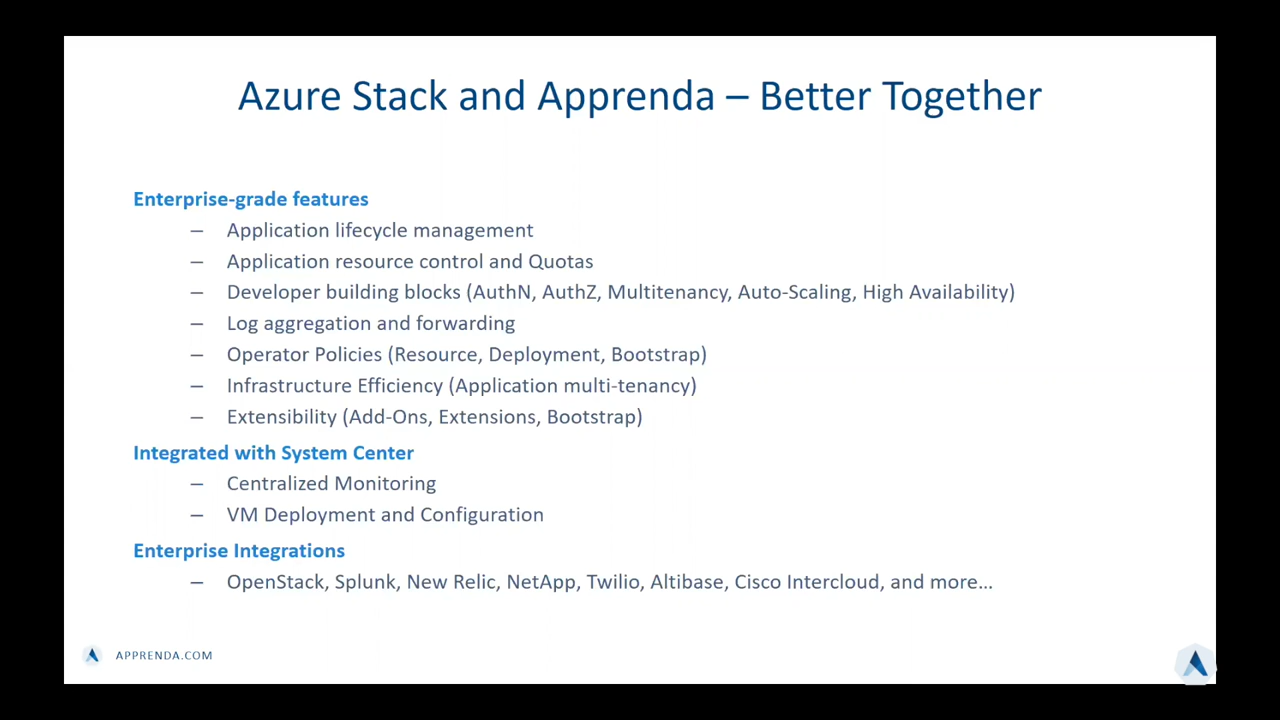 Azure Stack and Apprenda – Better Together
Enterprise-grade features
– Application lifecycle management
– Application resource control and Quotas
– Developer building blocks (AuthN, AuthZ, Multitenancy, Auto-Scaling, High Availability)
– Log aggregation and forwarding
– Operator Policies (Resource, Deployment, Bootstrap)
– Infrastructure Efficiency (Application multi-tenancy)
– Extensibility (Add-Ons, Extensions, Bootstrap)
Integrated with System Center
– Centralized Monitoring
– VM Deployment and Configuration
Enterprise Integrations
– OpenStack, Splunk, New Relic, NetApp, Twilio, Altibase, Cisco Intercloud, and more...
APPRENDA.COM